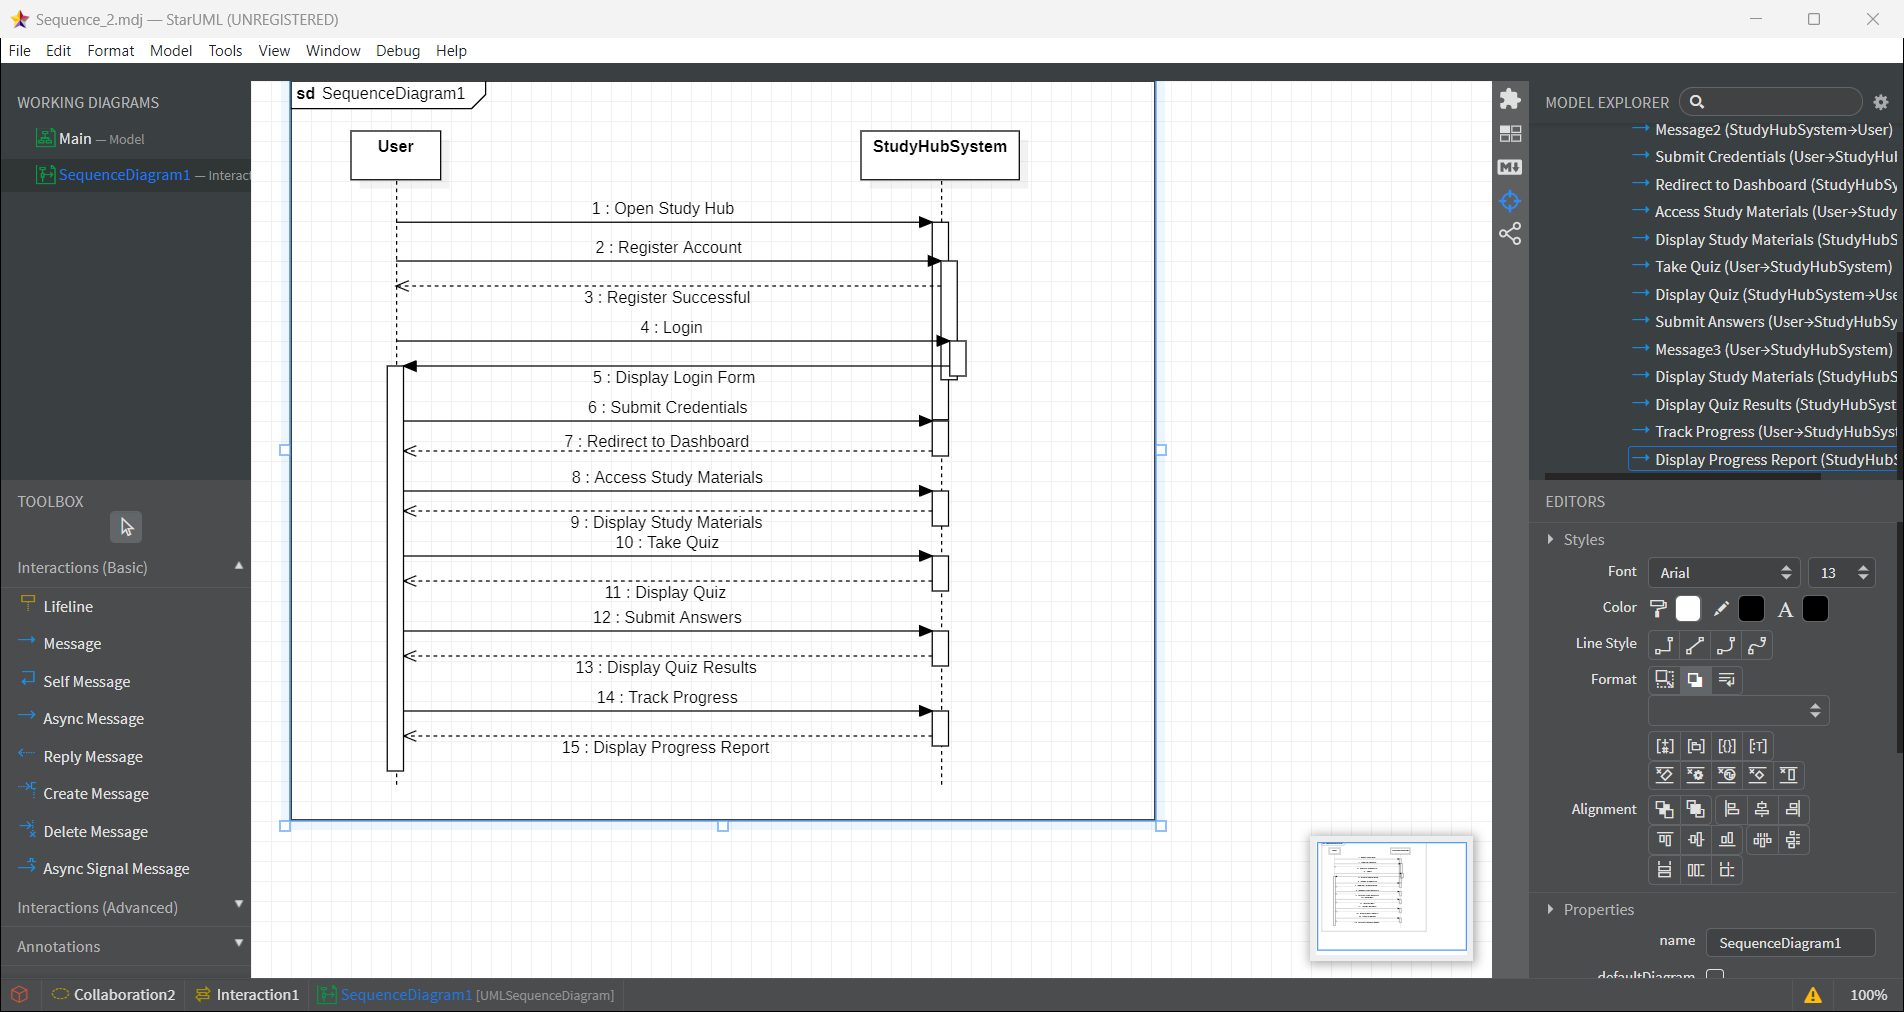 Sequence_2.mdj — StarUML (UNREGISTERED)
File Edit Format Model Tools View Window Debug Help
WORKING DIAGRAMS
Main — Model
SequenceDiagram1 — Interact
TOOLBOX
Interactions (Basic)
Lifeline
Message
Self Message
Async Message
Reply Message
Create Message
Delete Message
Async Signal Message
Interactions (Advanced)
Annotations
sd SequenceDiagram1
User
StudyHubSystem
1 : Open Study Hub
2 : Register Account
3 : Register Successful
4 : Login
5 : Display Login Form
6 : Submit Credentials
7 : Redirect to Dashboard
8 : Access Study Materials
9 : Display Study Materials
10 : Take Quiz
11 : Display Quiz
12 : Submit Answers
13 : Display Quiz Results
14 : Track Progress
15 : Display Progress Report
MODEL EXPLORER
Message2 (StudyHubSystem→User)
Submit Credentials (User→StudyHul
Redirect to Dashboard (StudyHubSy
Access Study Materials (User→Study
Display Study Materials (StudyHubS
Take Quiz (User→StudyHubSystem)
Display Quiz (StudyHubSystem→Use
Submit Answers (User→StudyHubSy
Message3 (User→StudyHubSystem)
Display Study Materials (StudyHubS
Display Quiz Results (StudyHubSyst
Track Progress (User→StudyHubSyst
Display Progress Report (StudyHubS
EDITORS
Styles
Font Arial 13
Color A
Line Style
Format
Alignment
Properties
name SequenceDiagram1
defaultDiagram
Collaboration2 Interaction1 SequenceDiagram1 [UMLSequenceDiagram]
100%